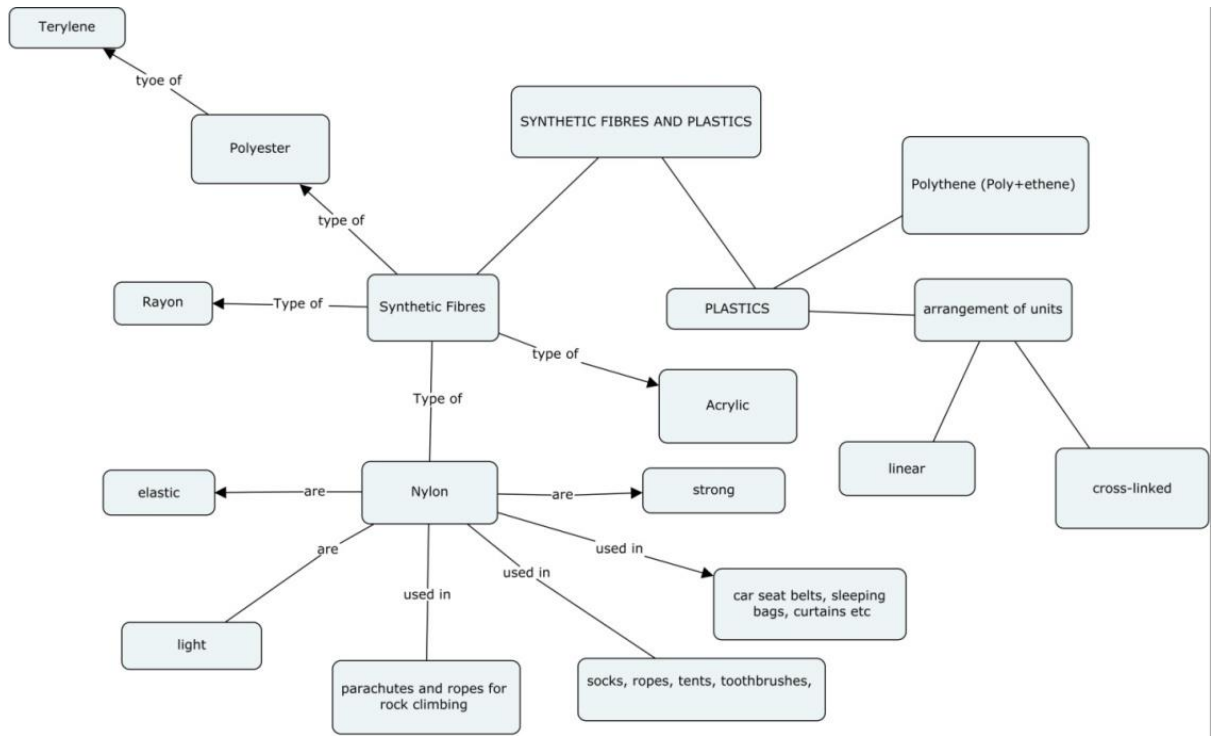 Terylene
tyoe of
SYNTHETIC FIBRES AND PLASTICS
Polyester
Polythene (Poly+ethene)
type of
Rayon
Type of
Synthetic Fibres
PLASTICS
arrangement of units
type of
Acrylic
Type of
linear
cross-linked
elastic
are
Nylon
are
strong
are
used in
used in
used in
car seat belts, sleeping
bags, curtains etc
light
parachutes and ropes for
rock climbing
socks, ropes, tents, toothbrushes,